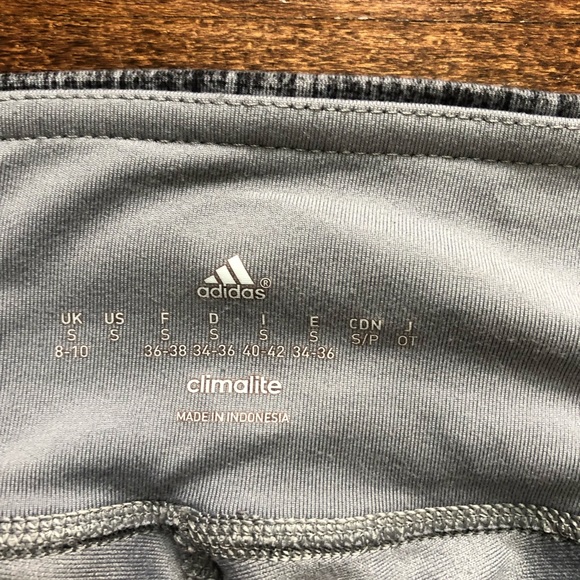 adidas®
UK US F D I E CDN J
S S S S S S S/P OT
8-10 36-38 34-36 40-42 34-36
climalite
MADE IN INDONESIA